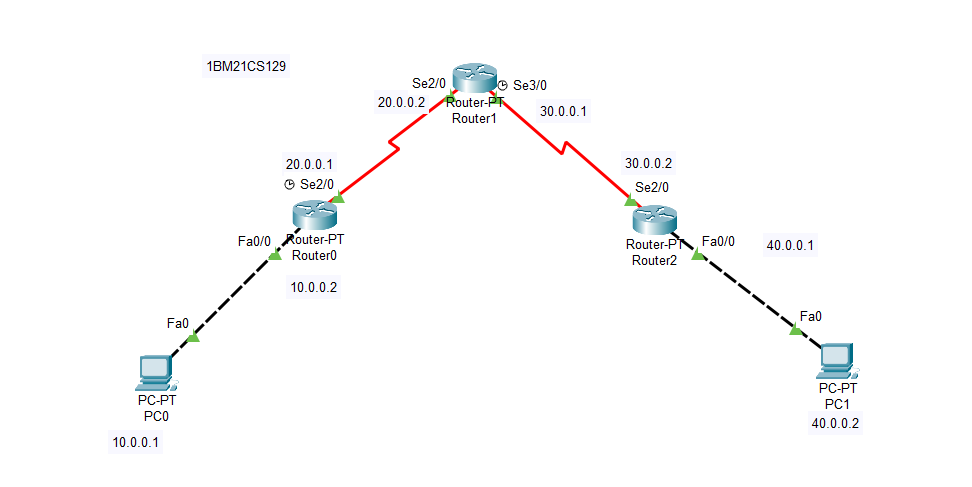 1BM21CS129
Se2/0
Se3/0
20.0.0.2
Router-PT
Router1
30.0.0.1
20.0.0.1
Se2/0
30.0.0.2
Se2/0
Fa0/0
Router-PT
Router0
10.0.0.2
Router-PT
Router2
Fa0/0
40.0.0.1
Fa0
PC-PT
PC0
10.0.0.1
Fa0
PC-PT
PC1
40.0.0.2